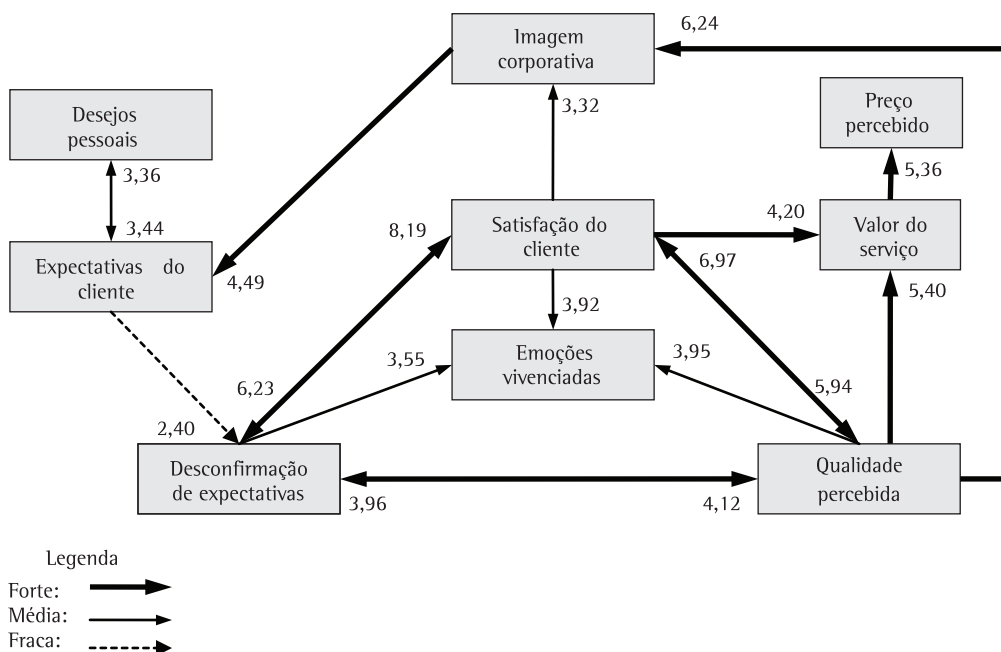 Imagem
corporativa
6,24
Desejos
pessoais
3,32
Preço
percebido
3,36
5,36
3,44
Expectativas do
cliente
4,49
8,19
Satisfação do
cliente
4,20
Valor do
serviço
6,97
5,40
3,92
Emoções
vivenciadas
3,55
3,95
6,23
5,94
2,40
Desconfirmação
de expectativas
3,96
4,12
Qualidade
percebida
Legenda
Forte:
Média:
Fraca: